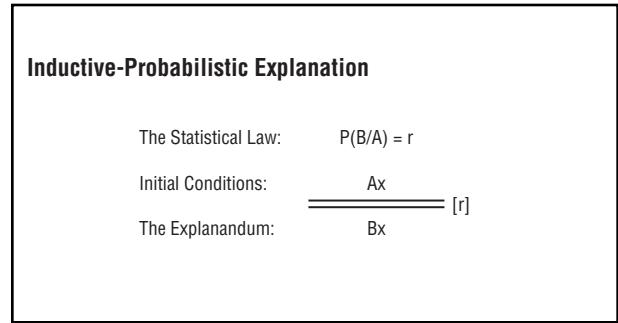 Inductive-Probabilistic Explanation
The Statistical Law: P(B/A) = r
Initial Conditions: Ax
[r]
The Explanandum: Bx